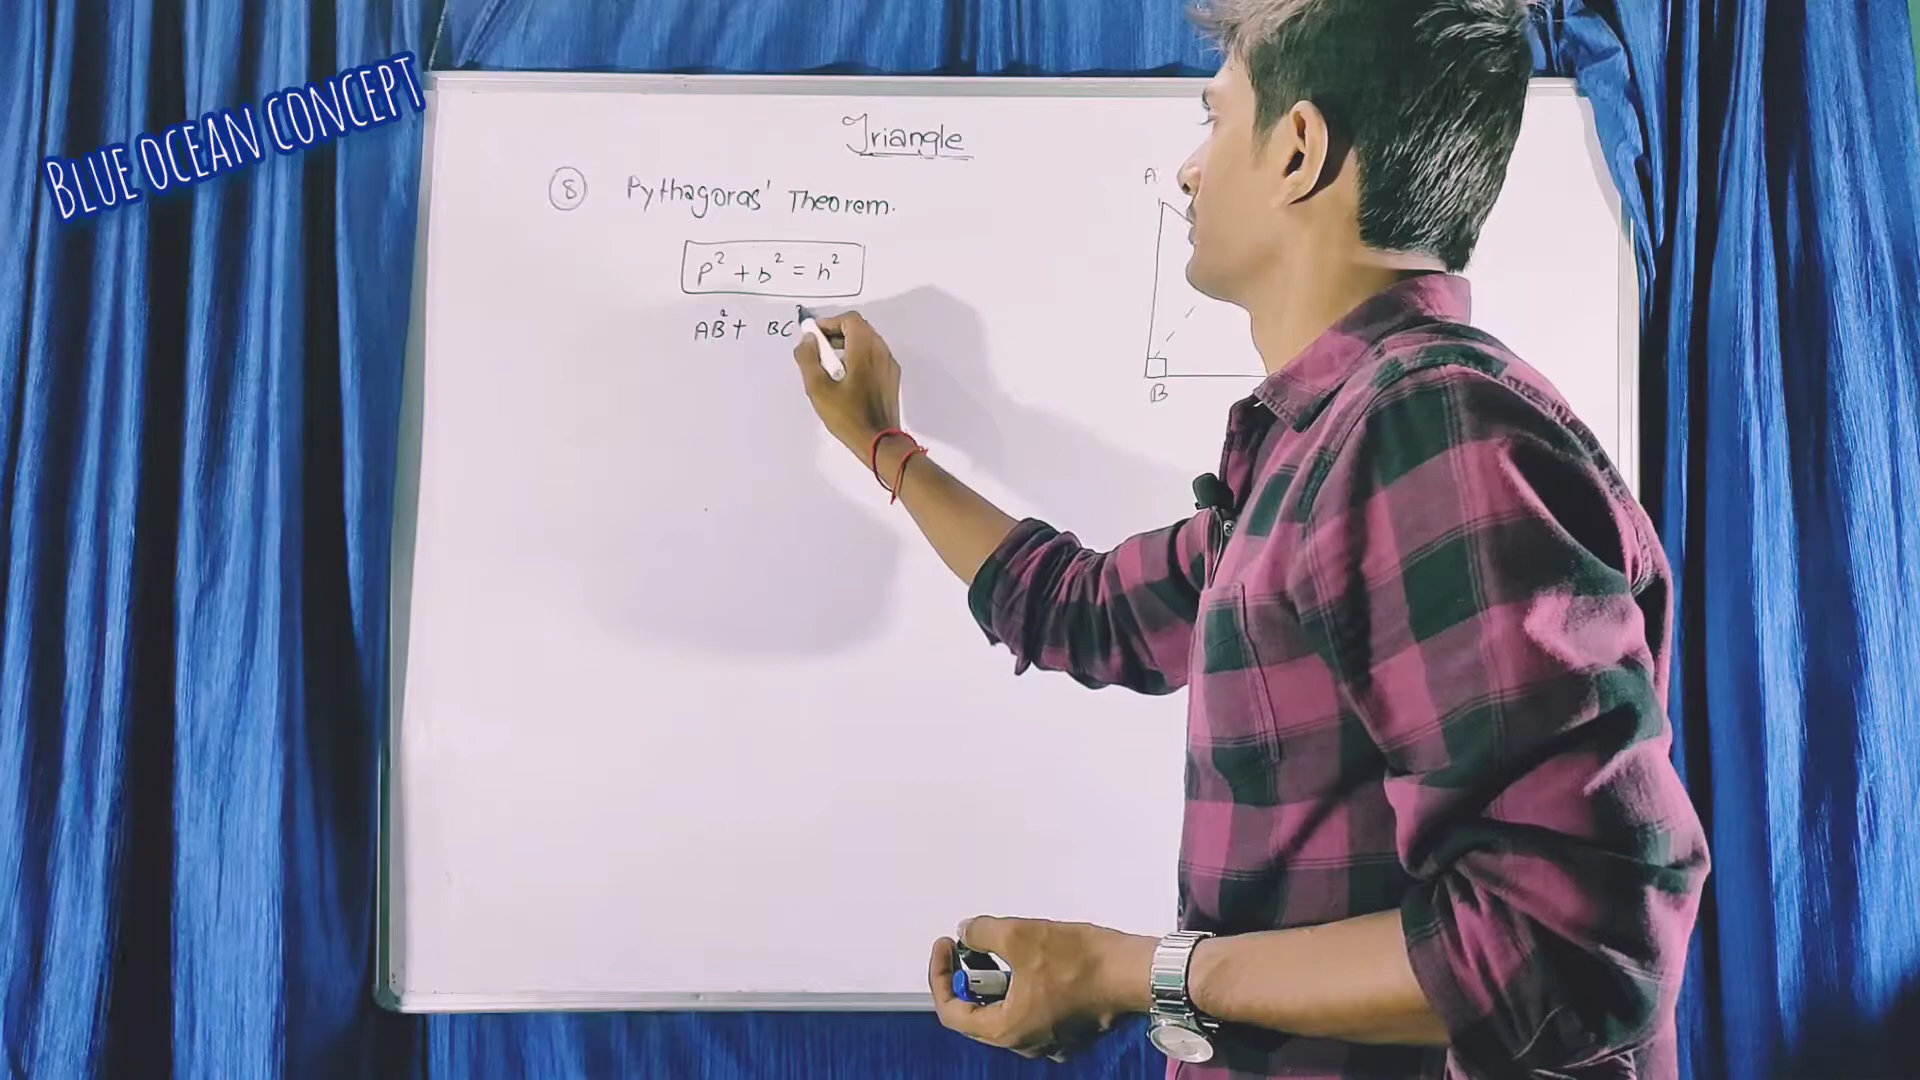 BLUE OCEAN CONCEPT
Triangle
8 Pythagoras' Theorem.
p² + b² = h²
AB² + BC²
A
B